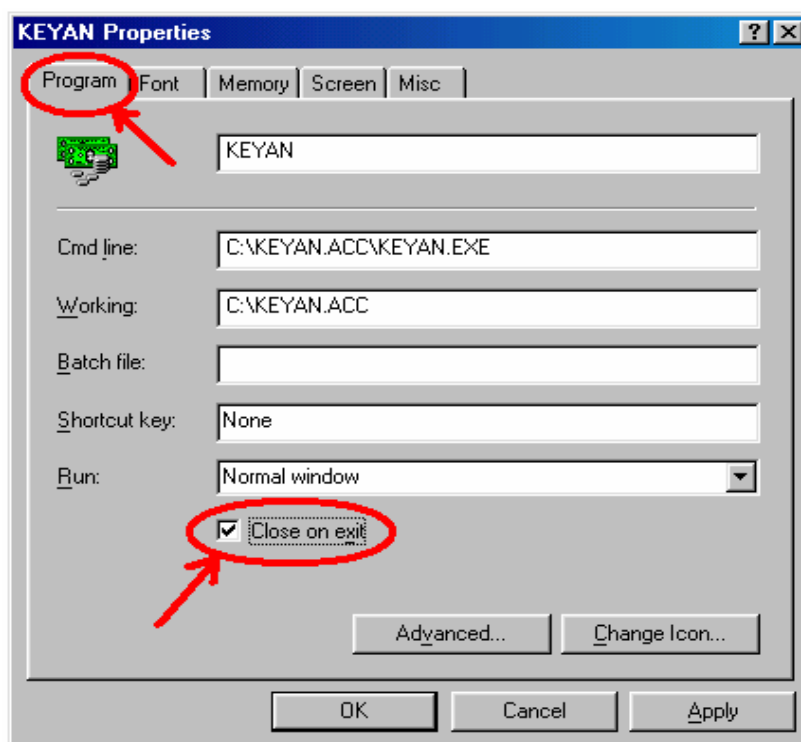 KEYAN Properties
Program Font Memory Screen Misc
KEYAN
Cmd line: C:\KEYAN.ACC\KEYAN.EXE
Working: C:\KEYAN.ACC
Batch file:
Shortcut key: None
Run: Normal window
Close on exit
Advanced... Change Icon...
OK Cancel Apply